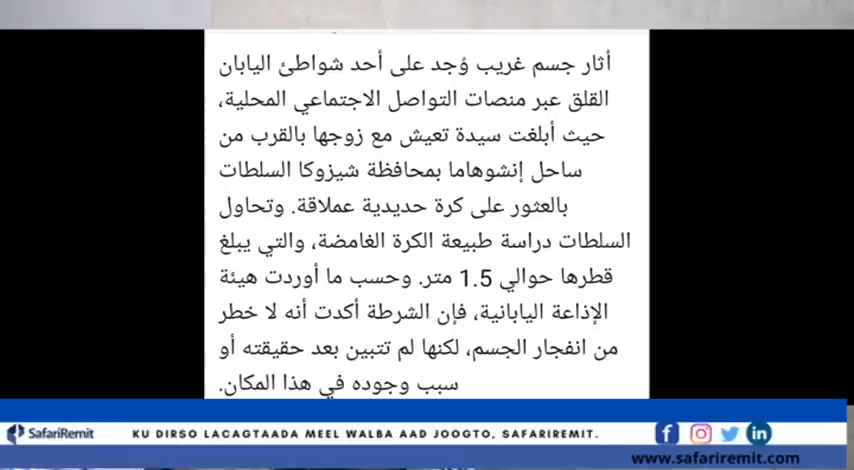 أثار جسم غريب وُجد على أحد شواطئ اليابان
القلق عبر منصات التواصل الاجتماعي المحلية،
حيث أبلغت سيدة تعيش مع زوجها بالقرب من
ساحل إنشوهاما بمحافظة شيزوكا السلطات
بالعثور على كرة حديدية عملاقة. وتحاول
السلطات دراسة طبيعة الكرة الغامضة، والتي يبلغ
قطرها حوالي 1.5 متر. وحسب ما أوردت هيئة
الإذاعة اليابانية، فإن الشرطة أكدت أنه لا خطر
من انفجار الجسم، لكنها لم تتبين بعد حقيقته أو
سبب وجوده في هذا المكان.
SafariRemit KU DIRSO LACAGTAADA MEEL WALBA AAD JOOGTO, SAFARIREMIT.
www.safariremit.com